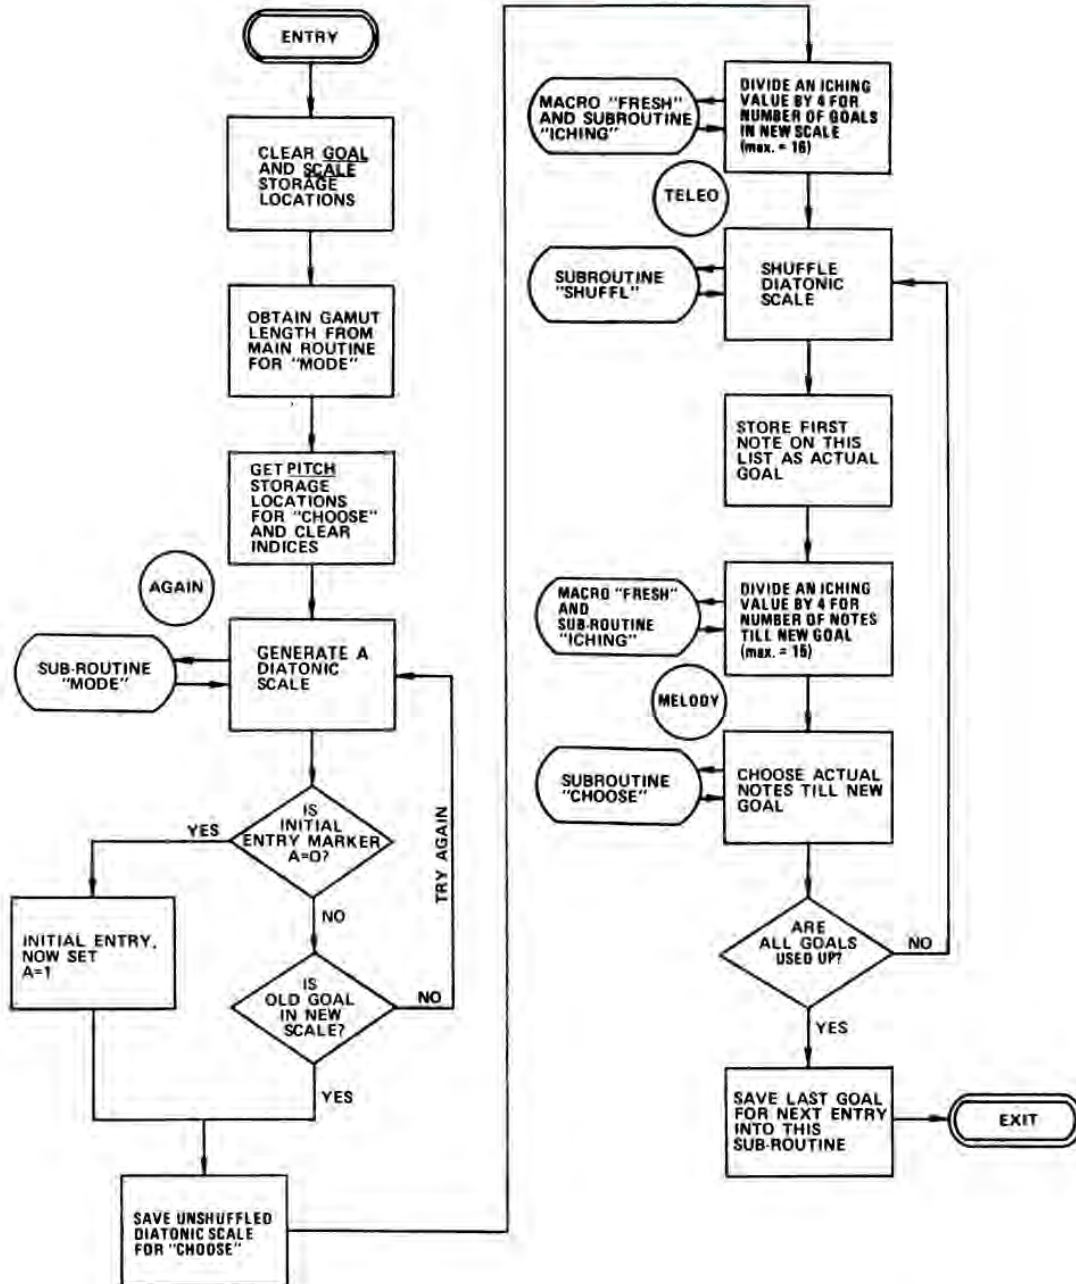 ENTRY
CLEAR GOAL
AND SCALE
STORAGE
LOCATIONS
OBTAIN GAMUT
LENGTH FROM
MAIN ROUTINE
FOR "MODE"
GET PITCH
STORAGE
LOCATIONS
FOR "CHOOSE"
AND CLEAR
INDICES
AGAIN
SUB-ROUTINE
"MODE"
GENERATE A
DIATONIC
SCALE
TRY AGAIN
IS
INITIAL
ENTRY MARKER
A=0?
YES
NO
INITIAL ENTRY,
NOW SET
A=1
IS
OLD GOAL
IN NEW
SCALE?
NO
YES
SAVE UNSHUFFLED
DIATONIC SCALE
FOR "CHOOSE"
MACRO "FRESH"
AND SUBROUTINE
"ICHING"
DIVIDE AN ICHING
VALUE BY 4 FOR
NUMBER OF GOALS
IN NEW SCALE
(max. = 16)
TELEO
SUBROUTINE
"SHUFFL"
SHUFFLE
DIATONIC
SCALE
STORE FIRST
NOTE ON THIS
LIST AS ACTUAL
GOAL
MACRO "FRESH"
AND
SUB-ROUTINE
"ICHING"
DIVIDE AN ICHING
VALUE BY 4 FOR
NUMBER OF NOTES
TILL NEW GOAL
(max. = 15)
MELODY
SUBROUTINE
"CHOOSE"
CHOOSE ACTUAL
NOTES TILL NEW
GOAL
ARE
ALL GOALS
USED UP?
NO
YES
SAVE LAST GOAL
FOR NEXT ENTRY
INTO THIS
SUB-ROUTINE
EXIT